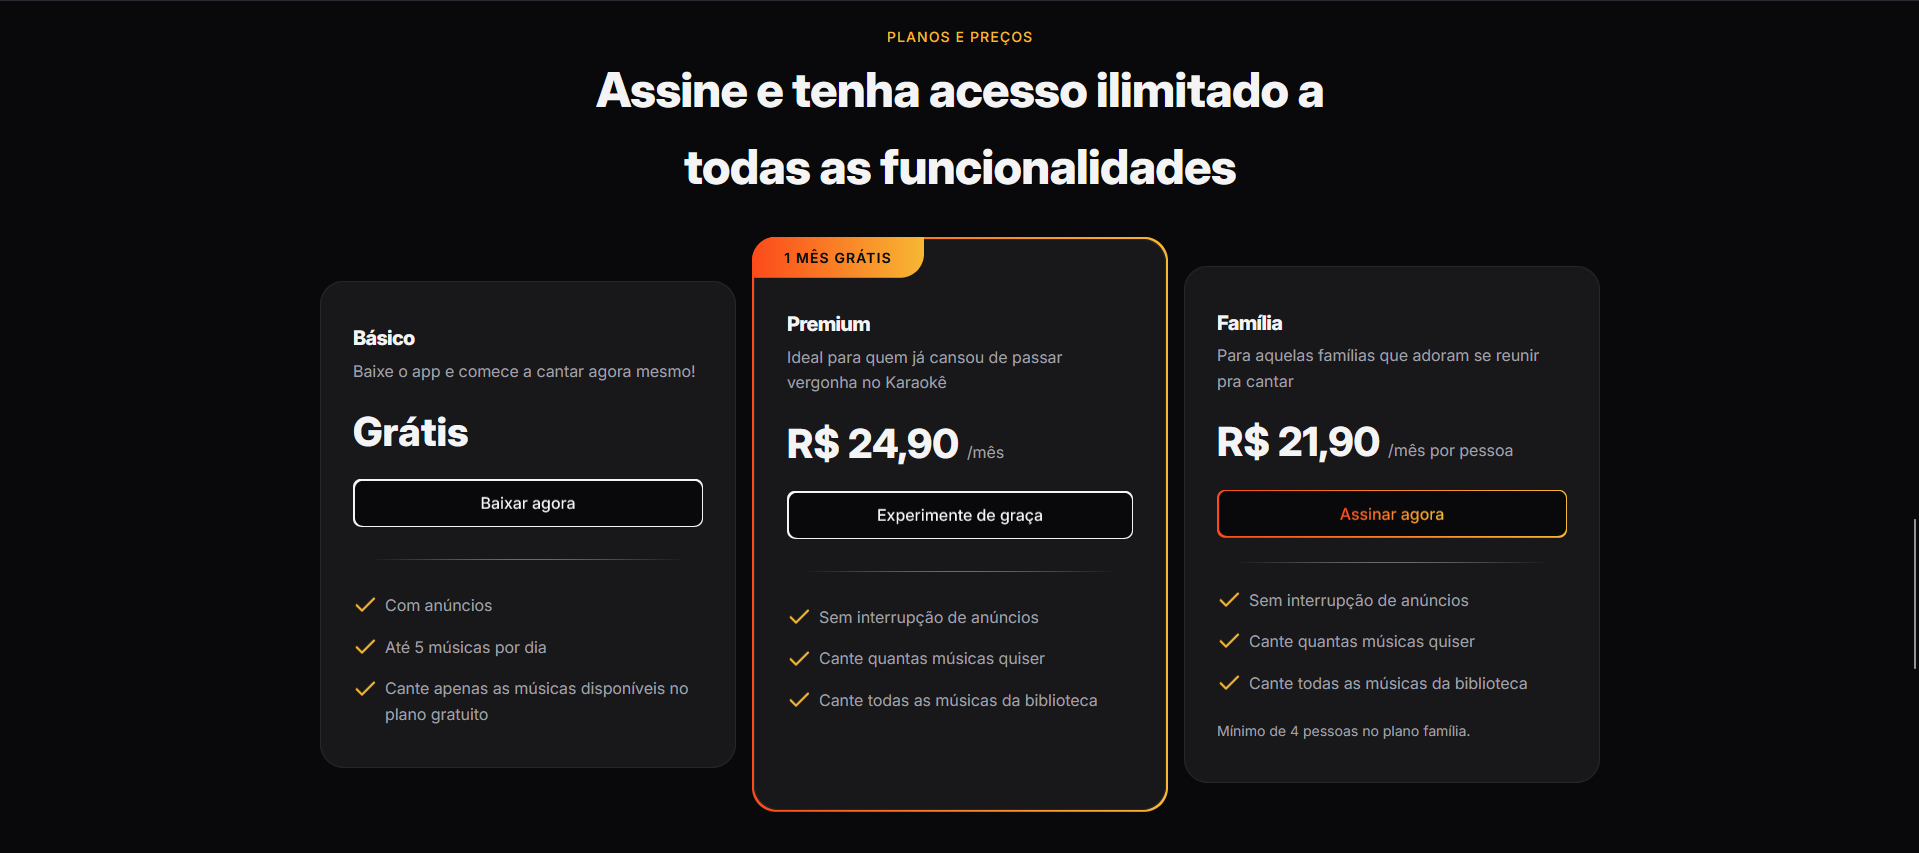 PLANOS E PREÇOS
Assine e tenha acesso ilimitado a
todas as funcionalidades
Básico
Baixe o app e comece a cantar agora mesmo!
Grátis
Baixar agora
Com anúncios
Até 5 músicas por dia
Cante apenas as músicas disponíveis no
plano gratuito
1 MÊS GRÁTIS
Premium
Ideal para quem já cansou de passar
vergonha no Karaokê
R$ 24,90 /mês
Experimente de graça
Sem interrupção de anúncios
Cante quantas músicas quiser
Cante todas as músicas da biblioteca
Família
Para aquelas famílias que adoram se reunir
pra cantar
R$ 21,90 /mês por pessoa
Assinar agora
Sem interrupção de anúncios
Cante quantas músicas quiser
Cante todas as músicas da biblioteca
Mínimo de 4 pessoas no plano família.